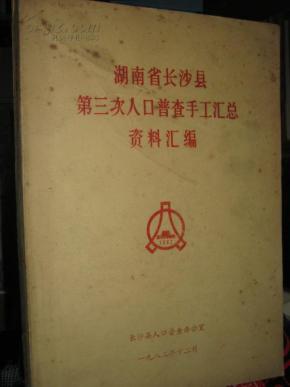 湖南省长沙县
第三次人口普查手工汇总
资料汇编
1982
长沙县人口普查办公室
一九八二年十二月